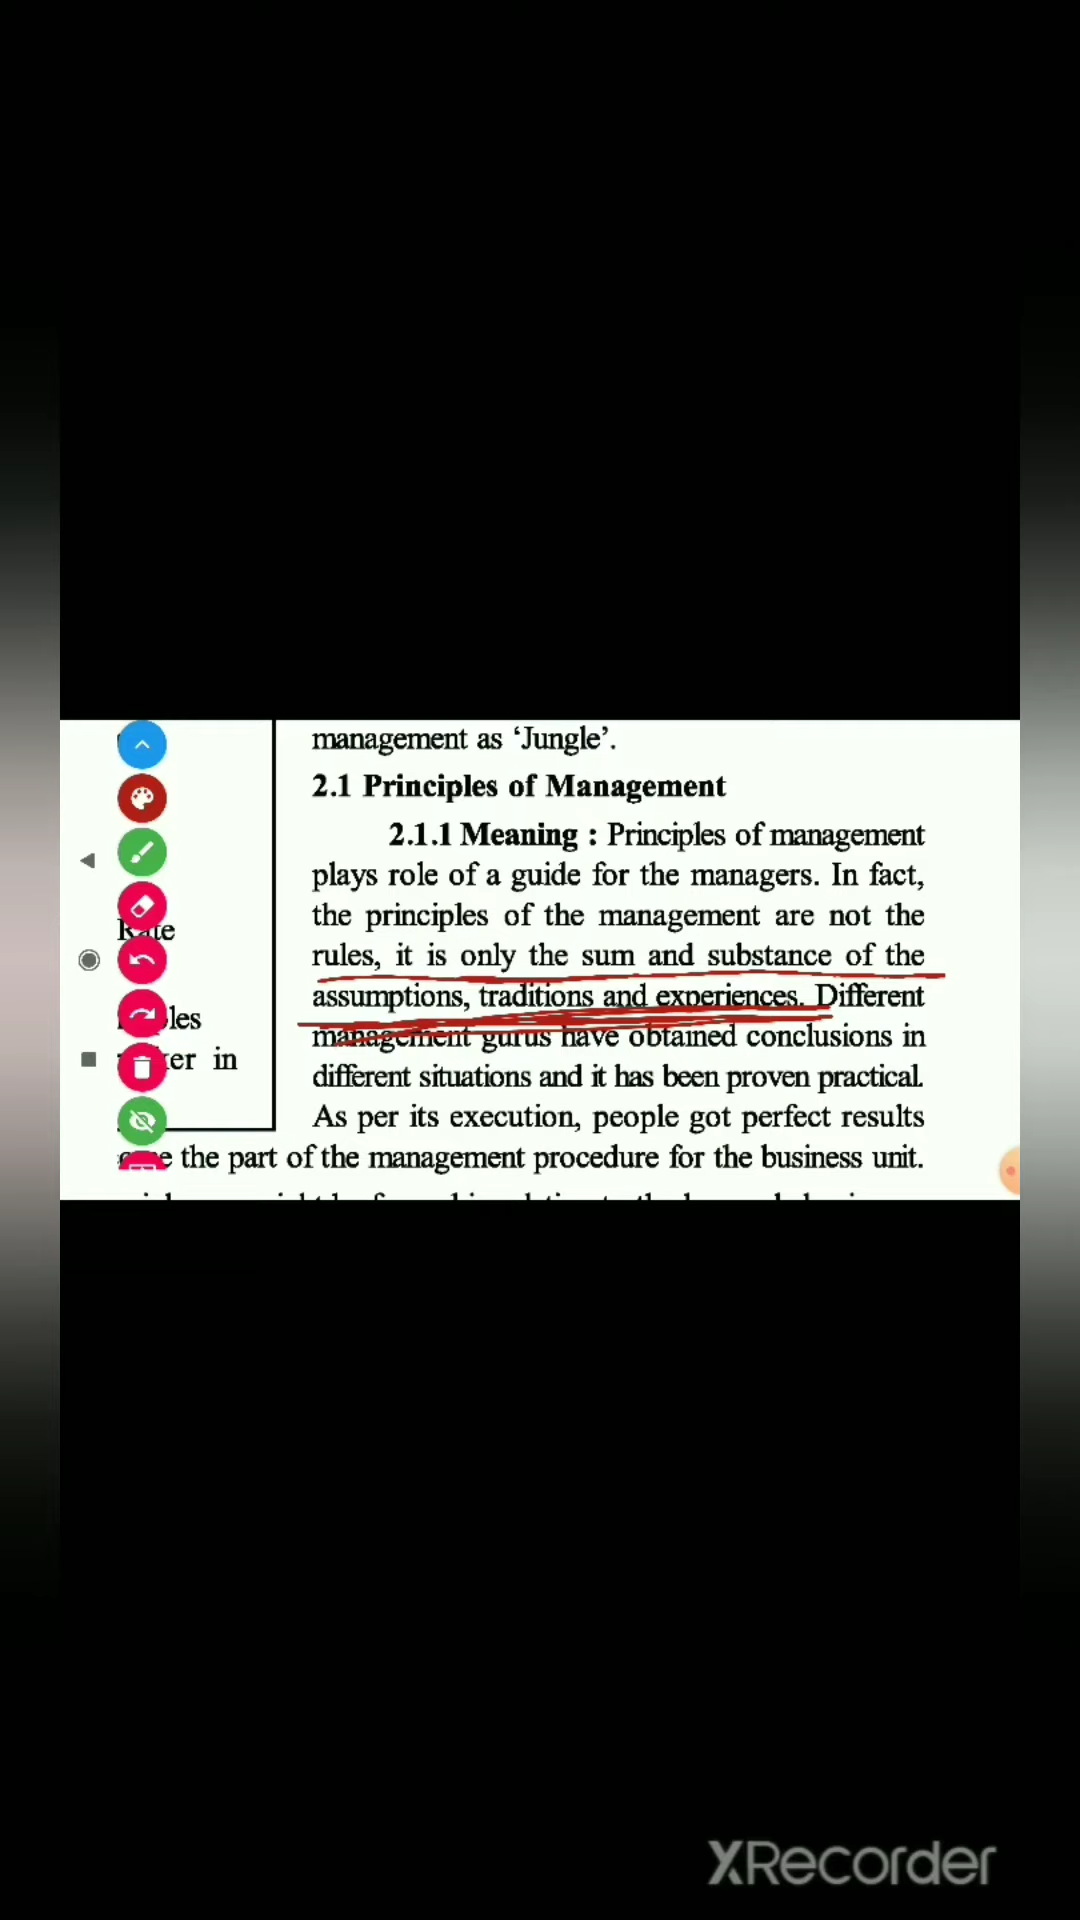 management as ‘Jungle’.
2.1 Principles of Management
2.1.1 Meaning : Principles of management
plays role of a guide for the managers. In fact,
the principles of the management are not the
rules, it is only the sum and substance of the
assumptions, traditions and experiences. Different
management gurus have obtained conclusions in
different situations and it has been proven practical.
As per its execution, people got perfect results
the part of the management procedure for the business unit.
in
XRecorder